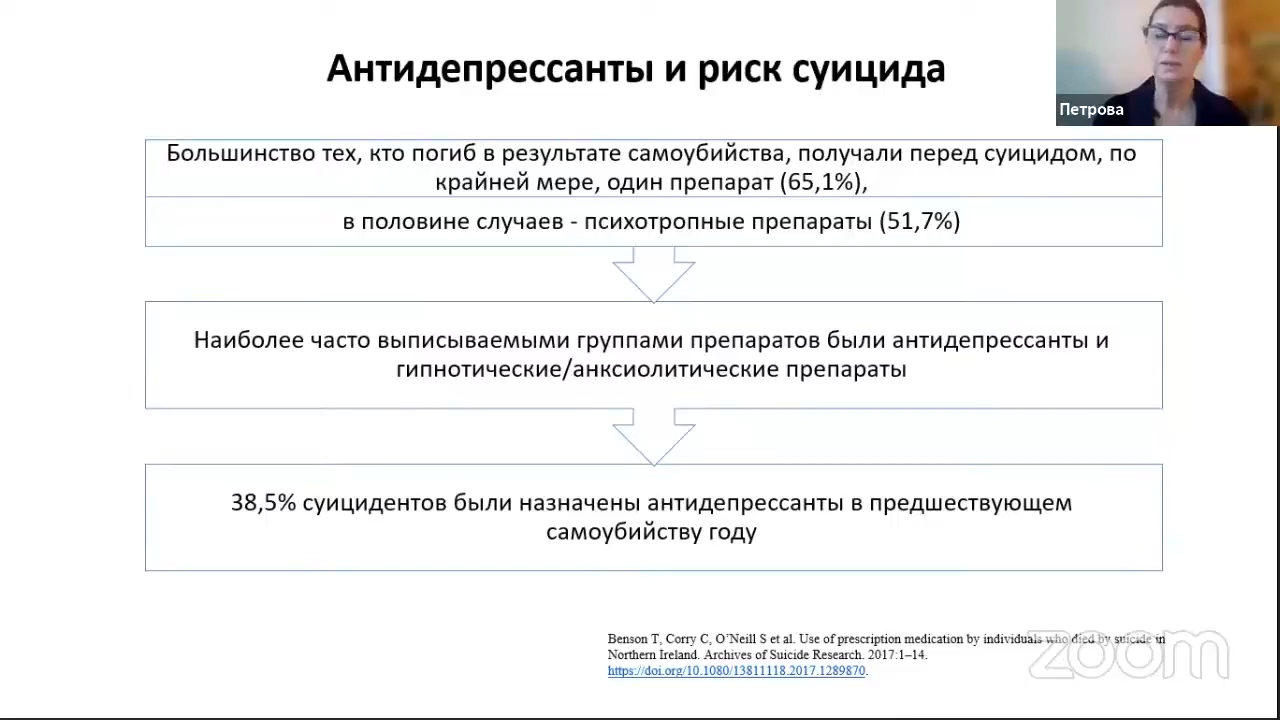 Антидепрессанты и риск суицида
Петрова
Большинство тех, кто погиб в результате самоубийства, получали перед суицидом, по
крайней мере, один препарат (65,1%),
в половине случаев - психотропные препараты (51,7%)
Наиболее часто выписываемыми группами препаратов были антидепрессанты и
гипнотические/анксиолитические препараты
38,5% суицидентов были назначены антидепрессанты в предшествующем
самоубийству году
Benson T, Corry C, O’Neill S et al. Use of prescription medication by individuals who died by suicide in
Northern Ireland. Archives of Suicide Research. 2017:1–14.
https://doi.org/10.1080/13811118.2017.1289870.
zoom